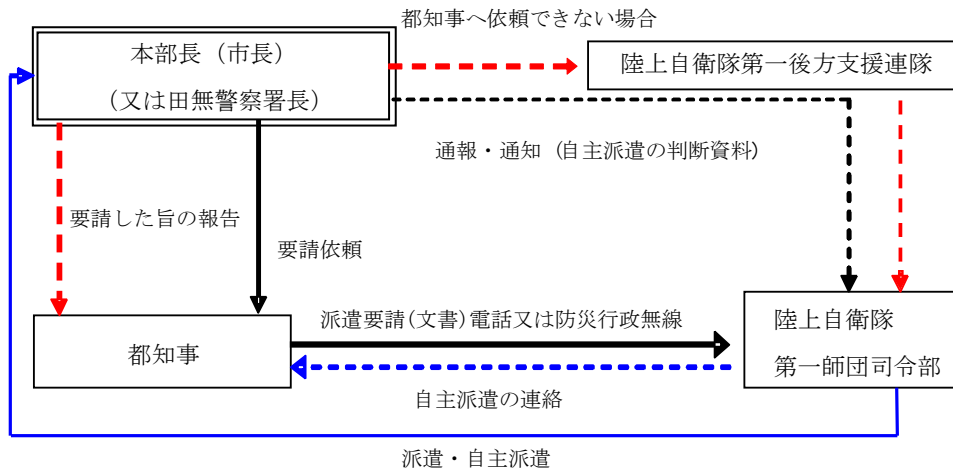 都知事へ依頼できない場合
本部長（市長）
（又は田無警察署長）
陸上自衛隊第一後方支援連隊
通報・通知（自主派遣の判断資料）
要請した旨の報告
要請依頼
派遣要請(文書)電話又は防災行政無線
都知事
陸上自衛隊
第一師団司令部
自主派遣の連絡
派遣・自主派遣